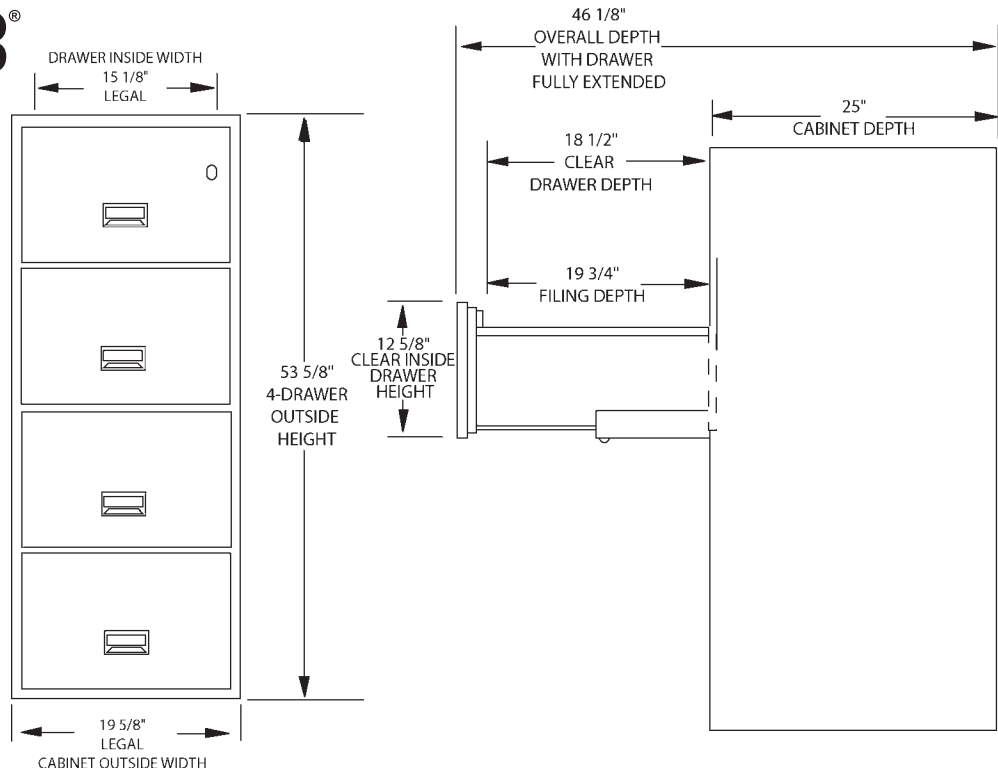 ®
DRAWER INSIDE WIDTH
15 1/8"
LEGAL
46 1/8"
OVERALL DEPTH
WITH DRAWER
FULLY EXTENDED
25"
CABINET DEPTH
18 1/2"
CLEAR
DRAWER DEPTH
19 3/4"
FILING DEPTH
12 5/8"
CLEAR INSIDE
DRAWER
HEIGHT
53 5/8"
4-DRAWER
OUTSIDE
HEIGHT
19 5/8"
LEGAL
CABINET OUTSIDE WIDTH